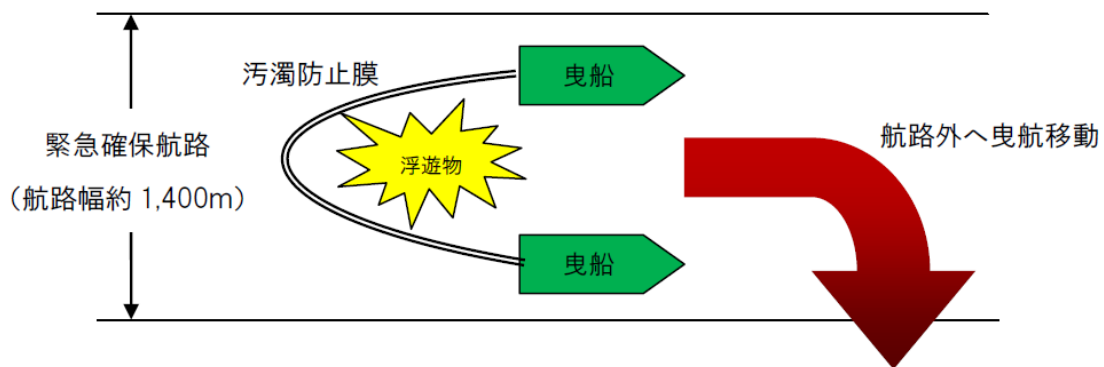 汚濁防止膜
曳船
緊急確保航路
(航路幅約 1,400m)
浮遊物
航路外へ曳航移動
曳船